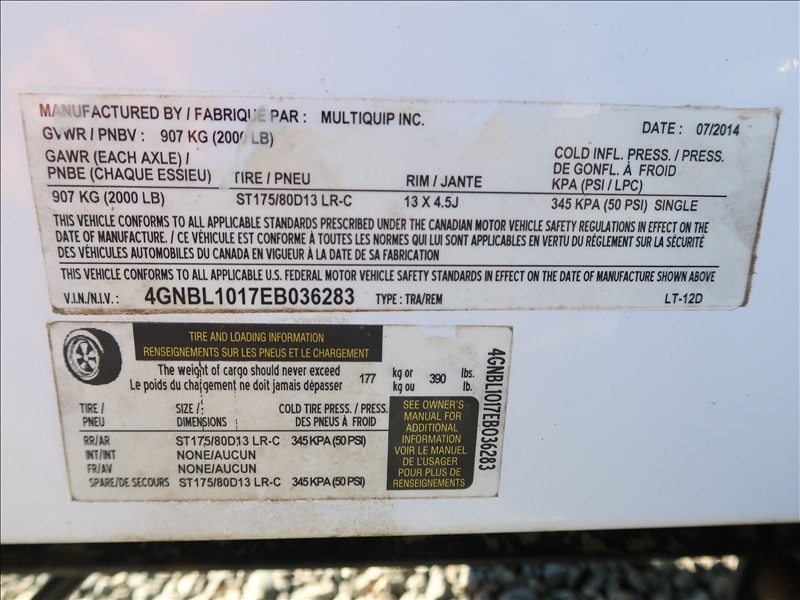 MANUFACTURED BY / FABRIQUÉ PAR : MULTIQUIP INC. DATE : 07/2014
GVWR / PNBV : 907 KG (2000 LB)
GAWR (EACH AXLE) / PNBE (CHAQUE ESSIEU) TIRE / PNEU RIM / JANTE COLD INFL. PRESS. / PRESS. DE GONFL. À FROID KPA (PSI / LPC)
907 KG (2000 LB) ST175/80D13 LR-C 13 X 4.5J 345 KPA (50 PSI) SINGLE
THIS VEHICLE CONFORMS TO ALL APPLICABLE STANDARDS PRESCRIBED UNDER THE CANADIAN MOTOR VEHICLE SAFETY REGULATIONS IN EFFECT ON THE
DATE OF MANUFACTURE. / CE VÉHICULE EST CONFORME À TOUTES LES NORMES QUI LUI SONT APPLICABLES EN VERTU DU RÈGLEMENT SUR LA SÉCURITÉ
DES VÉHICULES AUTOMOBILES DU CANADA EN VIGUEUR À LA DATE DE SA FABRICATION
THIS VEHICLE CONFORMS TO ALL APPLICABLE U.S. FEDERAL MOTOR VEHICLE SAFETY STANDARDS IN EFFECT ON THE DATE OF MANUFACTURE SHOWN ABOVE
V.I.N./N.I.V. : 4GNBL1017EB036283 TYPE : TRA/REM LT-12D
TIRE AND LOADING INFORMATION
RENSEIGNEMENTS SUR LES PNEUS ET LE CHARGEMENT
The weight of cargo should never exceed 177 kg or 390 lbs.
Le poids du chargement ne doit jamais dépasser kg ou lb.
TIRE / SIZE / COLD TIRE PRESS. / PRESS.
PNEU DIMENSIONS DES PNEUS À FROID
RR/AR ST175/80D13 LR-C 345 KPA (50 PSI)
INT/INT NONE/AUCUN
FR/AV NONE/AUCUN
SPARE/DE SECOURS ST175/80D13 LR-C 345 KPA (50 PSI)
SEE OWNER'S
MANUAL FOR
ADDITIONAL
INFORMATION
VOIR LE MANUEL
DE L'USAGER
POUR PLUS DE
RENSEIGNEMENTS
4GNBL1017EB036283